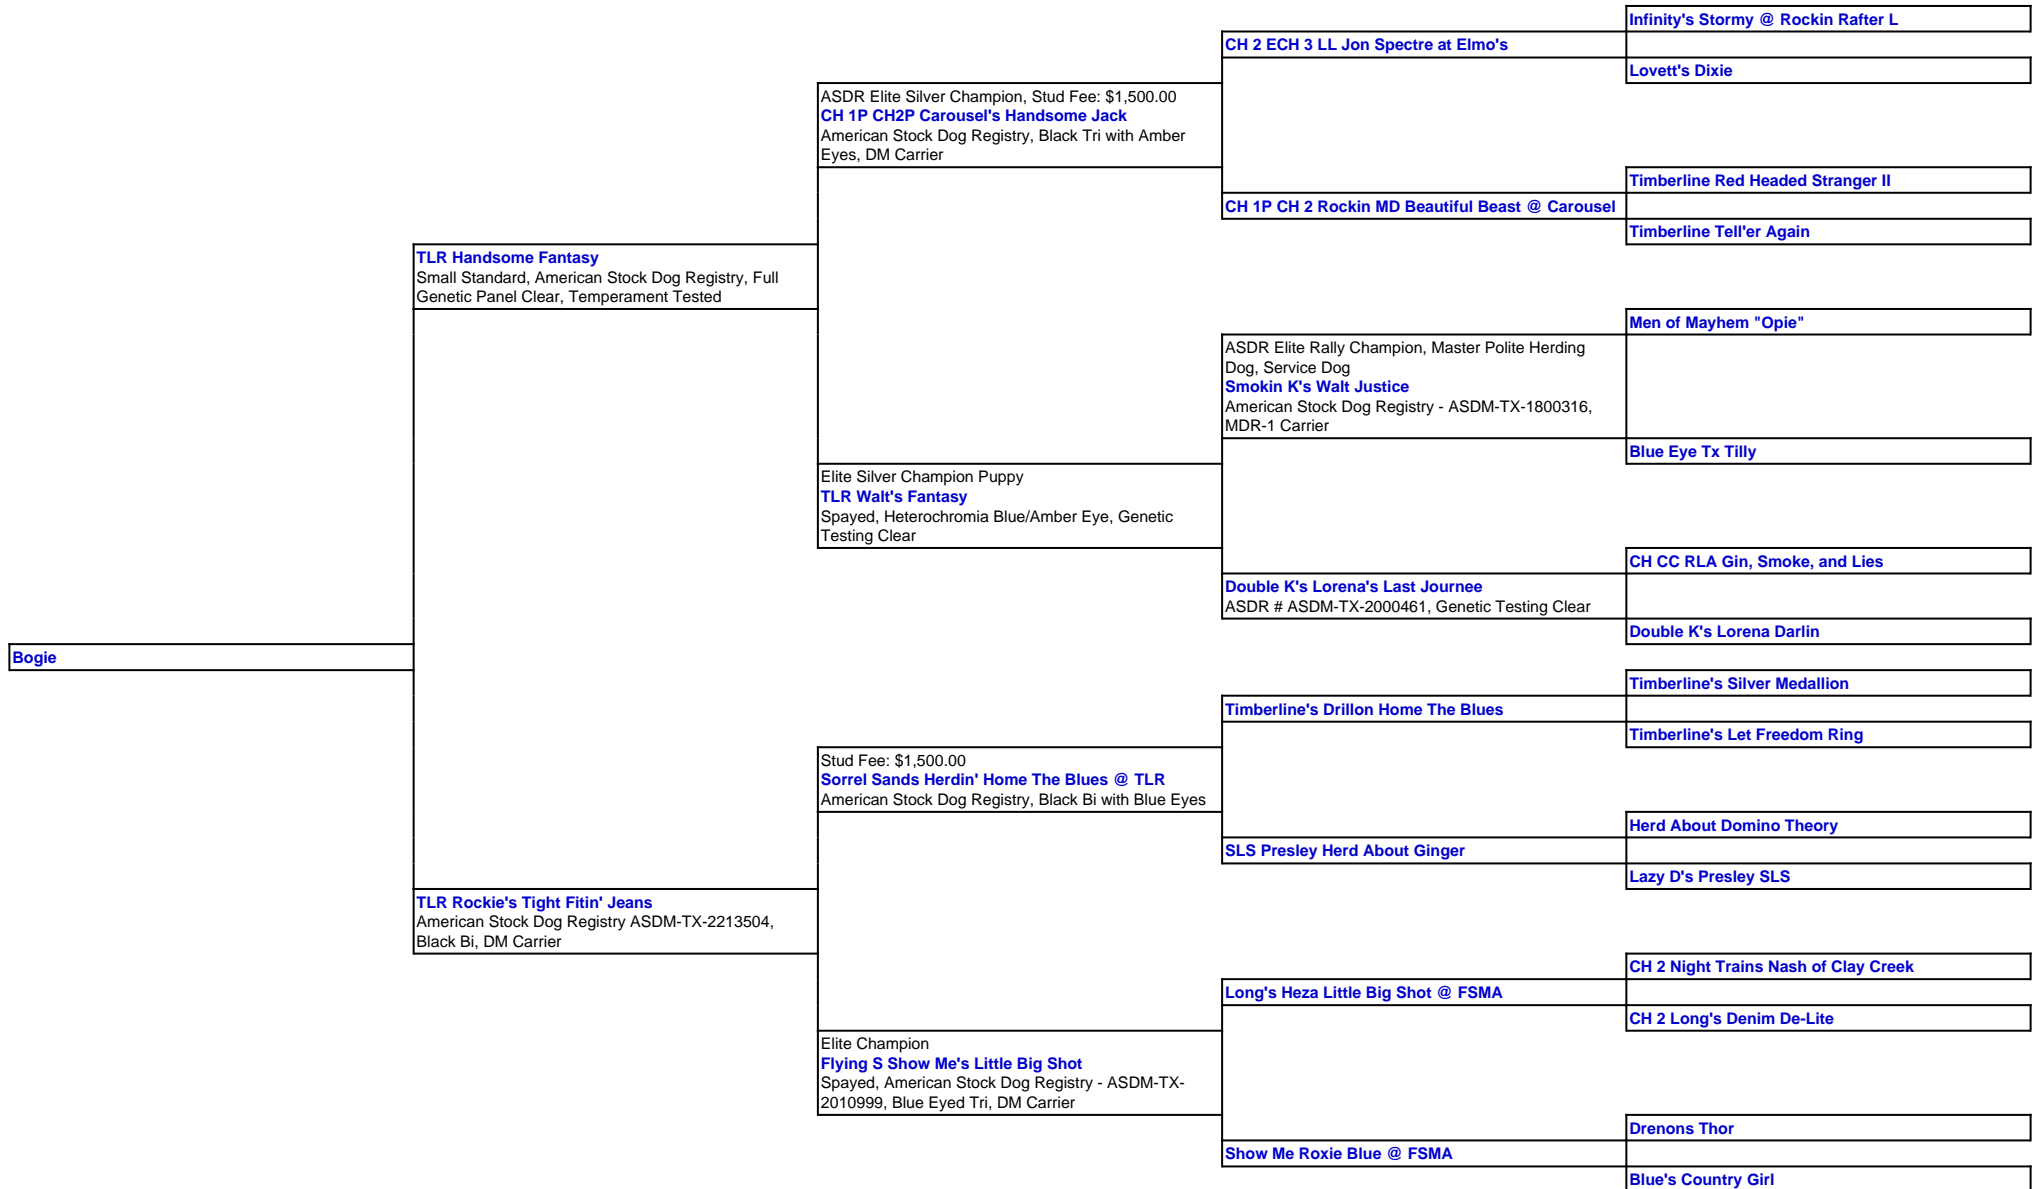 Infinity's Stormy @ Rockin Rafter L
CH 2 ECH 3 LL Jon Spectre at Elmo's
Lovett's Dixie
ASDR Elite Silver Champion, Stud Fee: $1,500.00
CH 1P CH2P Carousel's Handsome Jack
American Stock Dog Registry, Black Tri with Amber
Eyes, DM Carrier
Timberline Red Headed Stranger II
CH 1P CH 2 Rockin MD Beautiful Beast @ Carousel
Timberline Tell'er Again
TLR Handsome Fantasy
Small Standard, American Stock Dog Registry, Full
Genetic Panel Clear, Temperament Tested
Men of Mayhem "Opie"
ASDR Elite Rally Champion, Master Polite Herding
Dog, Service Dog
Smokin K's Walt Justice
American Stock Dog Registry - ASDM-TX-1800316,
MDR-1 Carrier
Blue Eye Tx Tilly
Elite Silver Champion Puppy
TLR Walt's Fantasy
Spayed, Heterochromia Blue/Amber Eye, Genetic
Testing Clear
CH CC RLA Gin, Smoke, and Lies
Double K's Lorena's Last Journee
ASDR # ASDM-TX-2000461, Genetic Testing Clear
Double K's Lorena Darlin
Bogie
Timberline's Silver Medallion
Timberline's Drillon Home The Blues
Timberline's Let Freedom Ring
Stud Fee: $1,500.00
Sorrel Sands Herdin' Home The Blues @ TLR
American Stock Dog Registry, Black Bi with Blue Eyes
Herd About Domino Theory
SLS Presley Herd About Ginger
Lazy D's Presley SLS
TLR Rockie's Tight Fitin' Jeans
American Stock Dog Registry ASDM-TX-2213504,
Black Bi, DM Carrier
CH 2 Night Trains Nash of Clay Creek
Long's Heza Little Big Shot @ FSMA
CH 2 Long's Denim De-Lite
Elite Champion
Flying S Show Me's Little Big Shot
Spayed, American Stock Dog Registry - ASDM-TX-
2010999, Blue Eyed Tri, DM Carrier
Drenons Thor
Show Me Roxie Blue @ FSMA
Blue's Country Girl